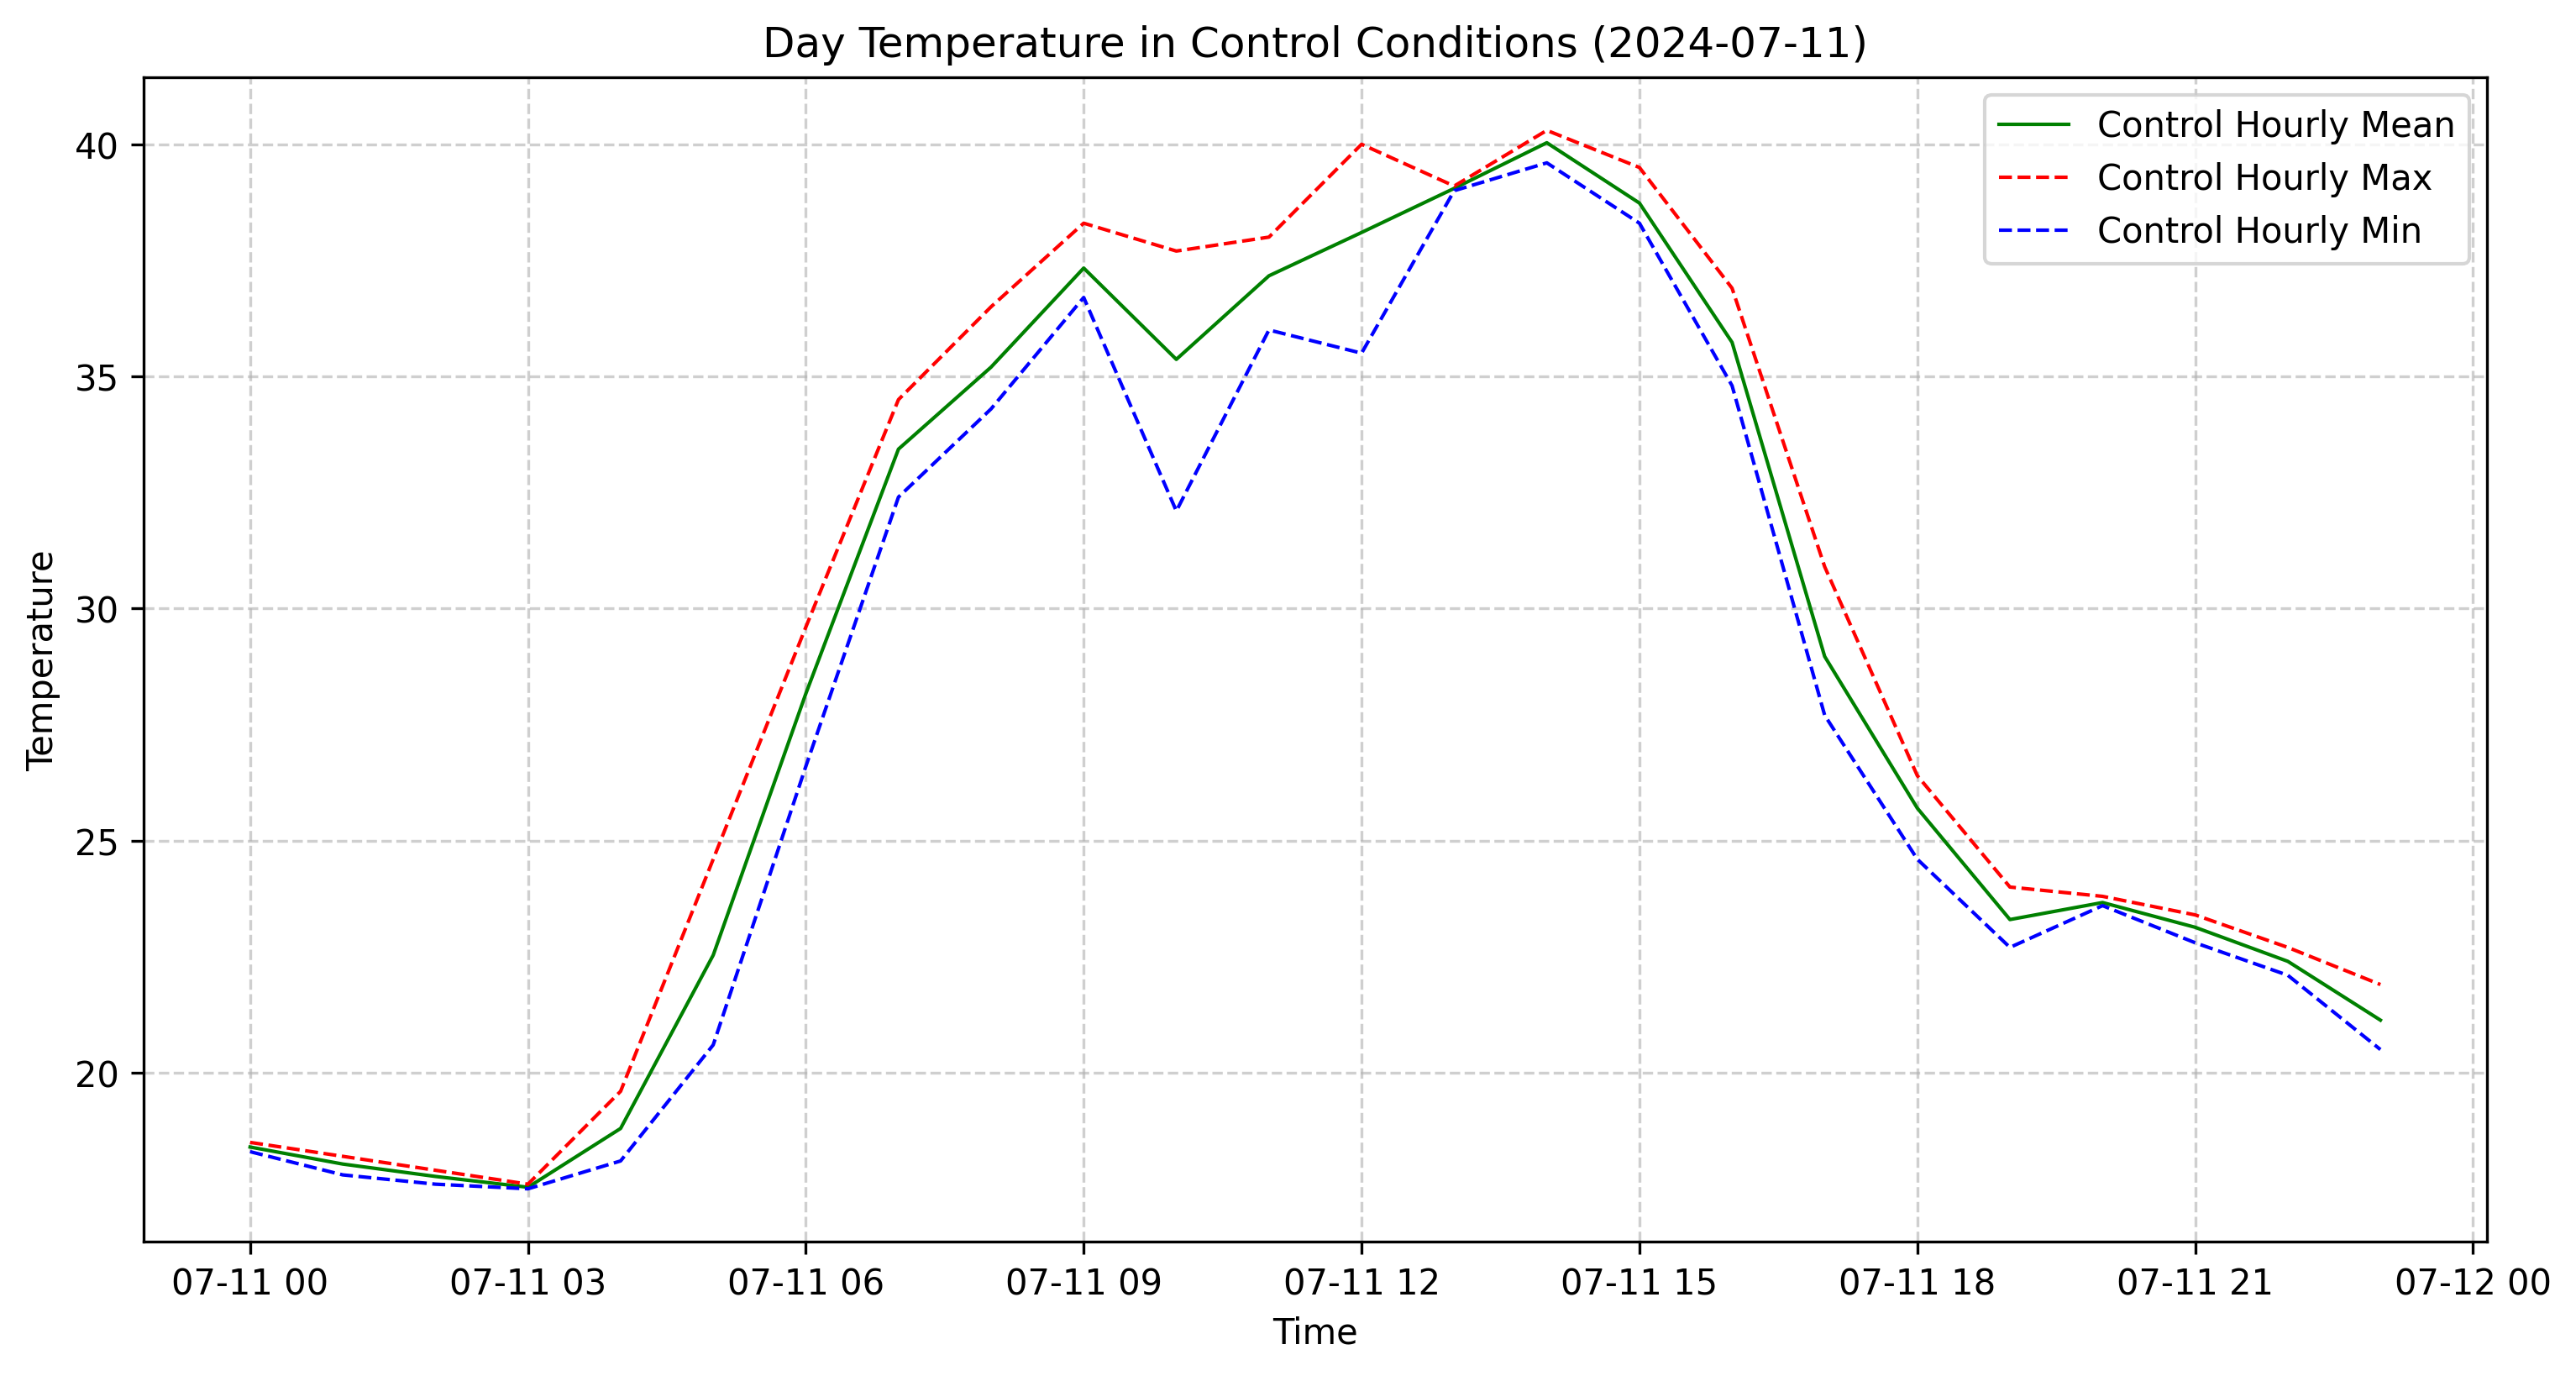 Day Temperature in Control Conditions (2024-07-11)
Control Hourly Mean
Control Hourly Max
Control Hourly Min
Temperature
40
35
30
25
20
07-11 00 07-11 03 07-11 06 07-11 09 07-11 12 07-11 15 07-11 18 07-11 21 07-12 00
Time